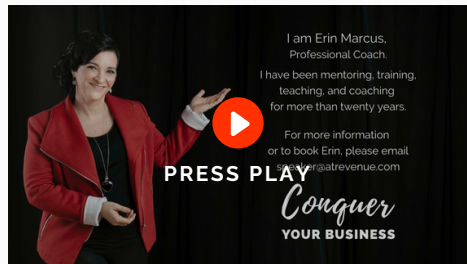 I am Erin Marcus,
Professional Coach.
I have been mentoring, training,
teaching, and coaching
for more than twenty years.
For more information
or to book Erin, please email
speaker@atrevenue.com
PRESS PLAY
Conquer
YOUR BUSINESS